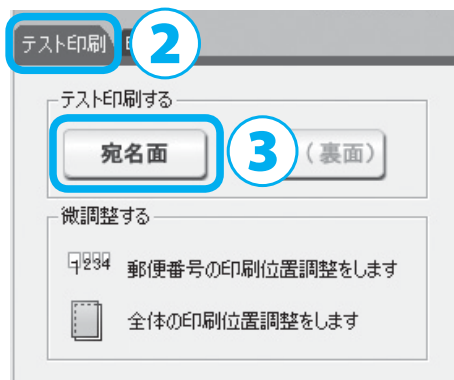 テスト印刷
2
テスト印刷する
宛名面
3
(裏面)
微調整する
1234
郵便番号の印刷位置調整をします
全体の印刷位置調整をします